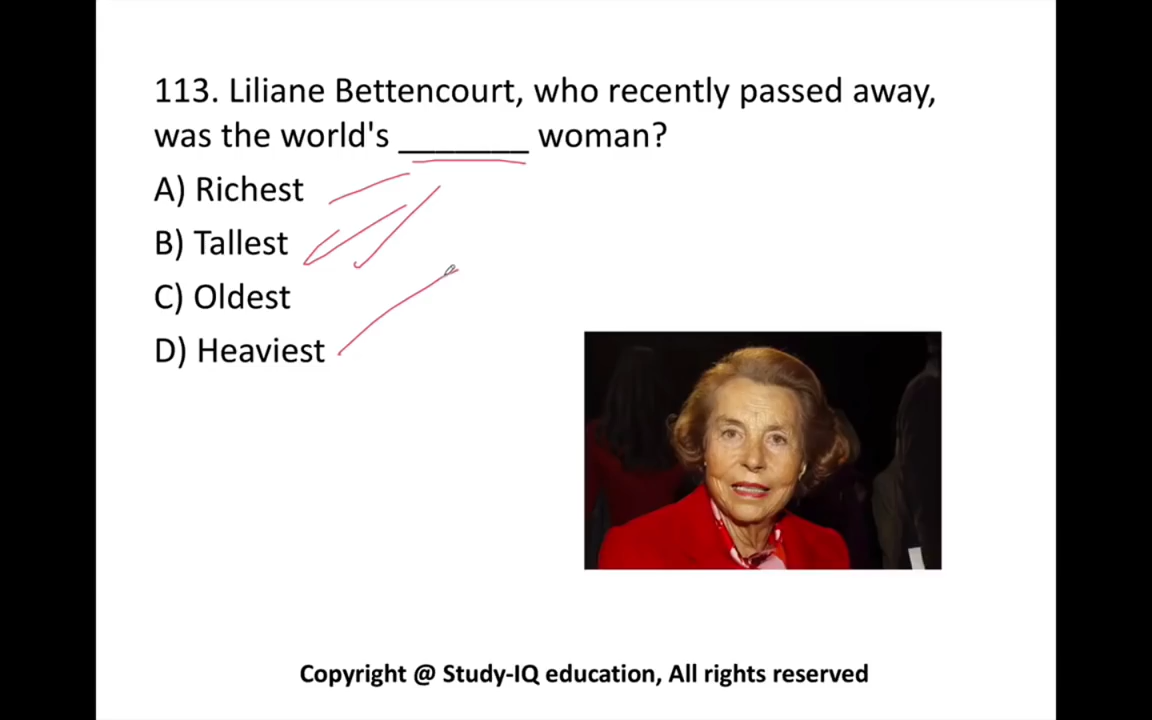 113. Liliane Bettencourt, who recently passed away,
was the world's _______ woman?
A) Richest
B) Tallest
C) Oldest
D) Heaviest
Copyright @ Study-IQ education, All rights reserved